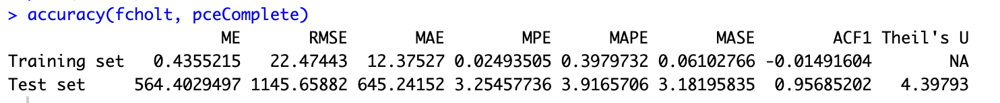 > accuracy(fcholt, pceComplete)
ME RMSE MAE MPE MAPE MASE ACF1 Theil's U
Training set 0.4355215 22.47443 12.37527 0.02493505 0.3979732 0.06102766 -0.01491604 NA
Test set 564.4029497 1145.65882 645.24152 3.25457736 3.9165706 3.18195835 0.95685202 4.39793